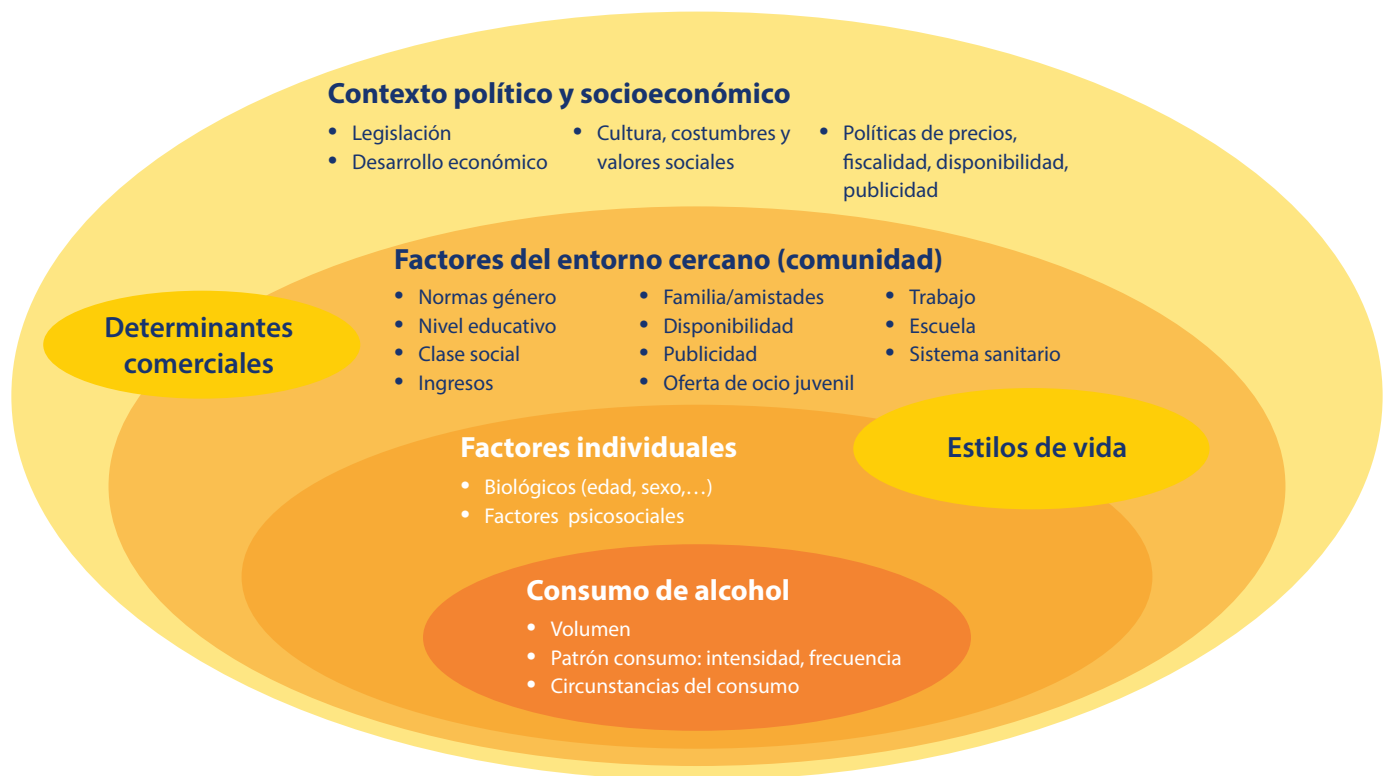 Contexto político y socioeconómico
• Legislación
• Desarrollo económico
• Cultura, costumbres y
valores sociales
• Políticas de precios,
fiscalidad, disponibilidad,
publicidad
Factores del entorno cercano (comunidad)
• Normas género
• Nivel educativo
• Clase social
• Ingresos
• Familia/amistades
• Disponibilidad
• Publicidad
• Oferta de ocio juvenil
• Trabajo
• Escuela
• Sistema sanitario
Determinantes
comerciales
Estilos de vida
Factores individuales
• Biológicos (edad, sexo,…)
• Factores psicosociales
Consumo de alcohol
• Volumen
• Patrón consumo: intensidad, frecuencia
• Circunstancias del consumo